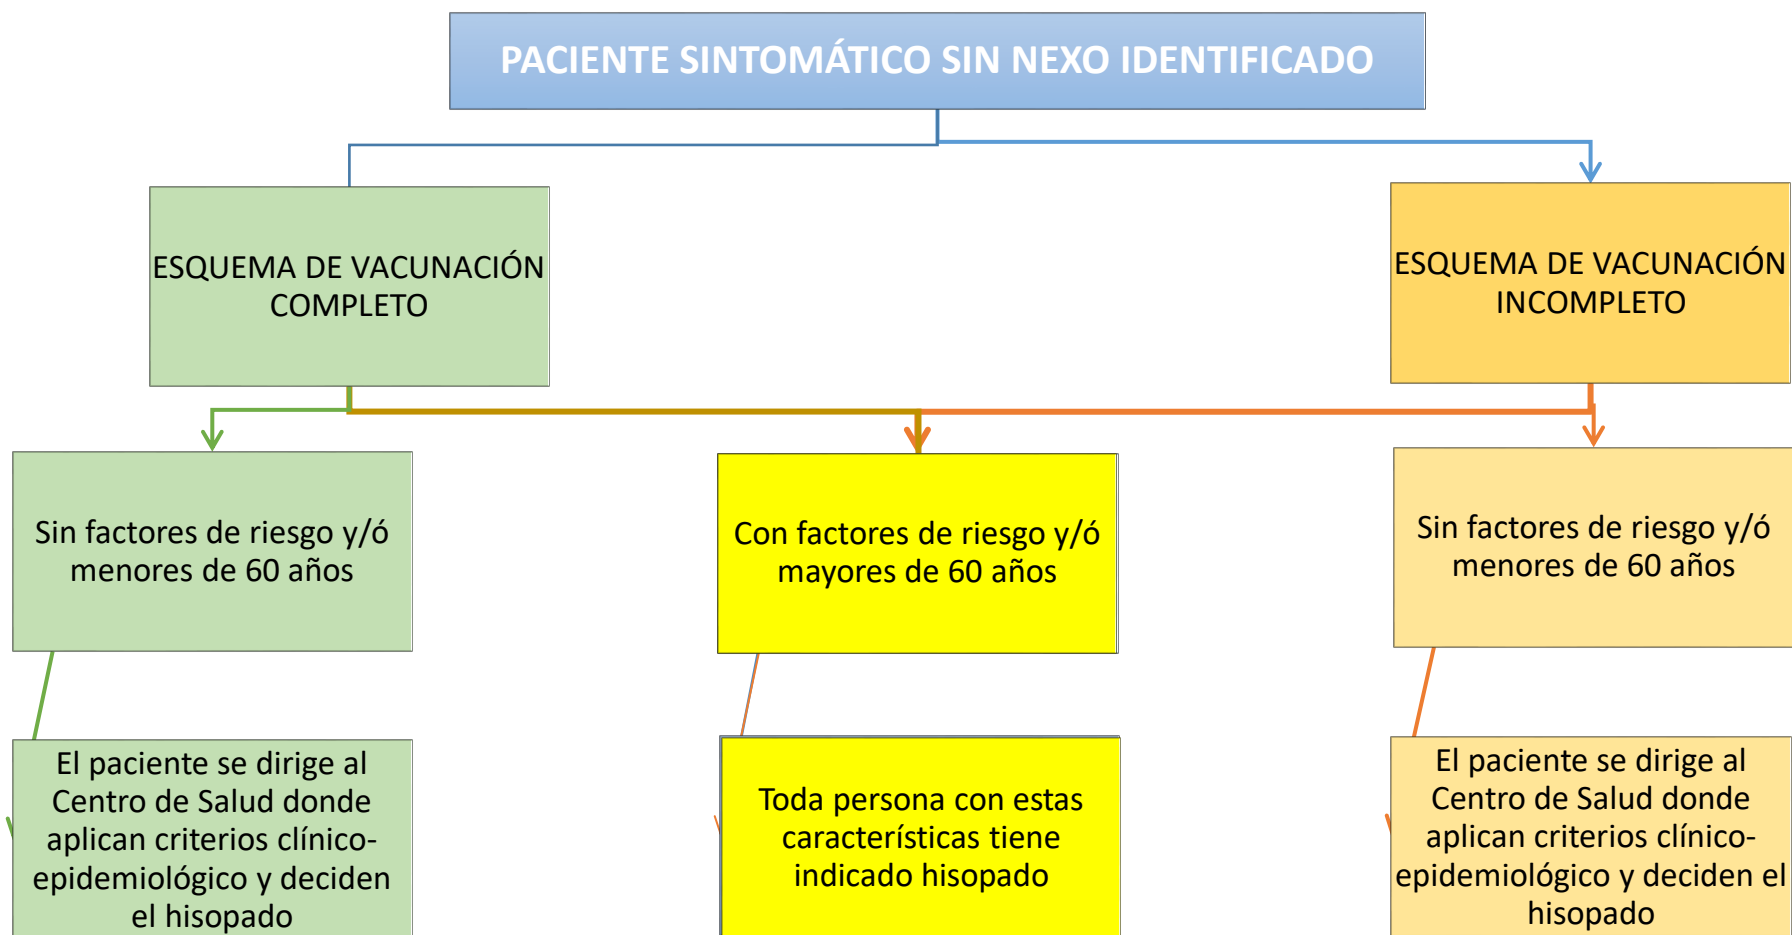 PACIENTE SINTOMÁTICO SIN NEXO IDENTIFICADO
ESQUEMA DE VACUNACIÓN
COMPLETO
ESQUEMA DE VACUNACIÓN
INCOMPLETO
Sin factores de riesgo y/ó
menores de 60 años
Con factores de riesgo y/ó
mayores de 60 años
Sin factores de riesgo y/ó
menores de 60 años
El paciente se dirige al
Centro de Salud donde
aplican criterios clínico-
epidemiológico y deciden
el hisopado
Toda persona con estas
características tiene
indicado hisopado
El paciente se dirige al
Centro de Salud donde
aplican criterios clínico-
epidemiológico y deciden el
hisopado